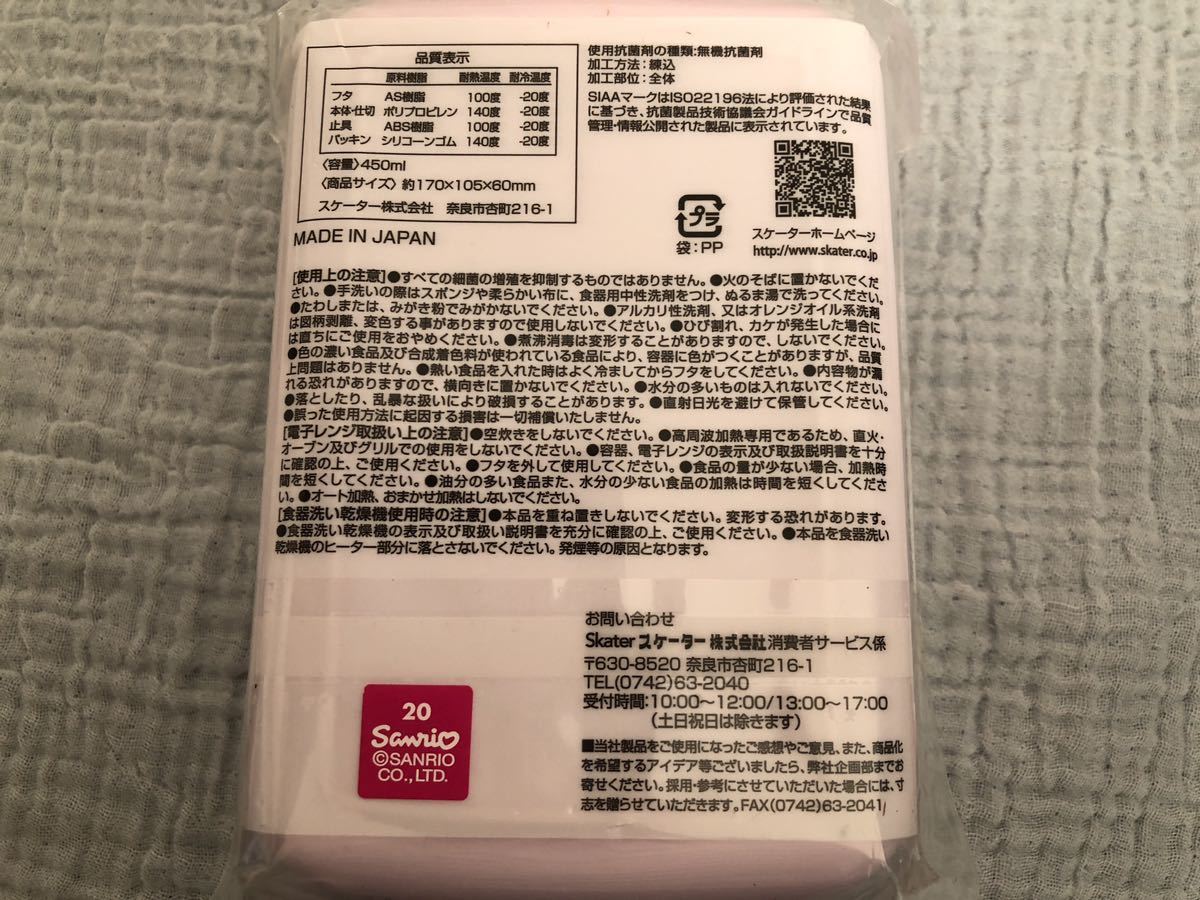 品質表示
原料樹脂 耐熱温度 耐冷温度
フタ AS樹脂 100度 -20度
本体・仕切 ポリプロピレン 140度 -20度
止具 ABS樹脂 100度 -20度
パッキン シリコーンゴム 140度 -20度
〈容量〉450ml
〈商品サイズ〉約170×105×60mm
スケーター株式会社 奈良市杏町216-1
MADE IN JAPAN
使用抗菌剤の種類:無機抗菌剤
加工方法:練込
加工部位:全体
SIAAマークはISO22196法により評価された結果
に基づき、抗菌製品技術協議会ガイドラインで品質
管理・情報公開された製品に表示されています。
プラ
袋:PP
スケーターホームページ
http://www.skater.co.jp
[使用上の注意]●すべての細菌の増殖を抑制するものではありません。●火のそばに置かないでくだ
さい。●手洗いの際はスポンジや柔らかい布に、食器用中性洗剤をつけ、ぬるま湯で洗ってください。
●たわしまたは、みがき粉でみがかないでください。●アルカリ性洗剤、又はオレンジオイル系洗剤
は図柄剥離、変色する事がありますので使用しないでください。●ひび割れ、カケが発生した場合に
は直ちにご使用をおやめください。●煮沸消毒は変形することがありますので、しないでください。
●色の濃い食品及び合成着色料が使われている食品により、容器に色がつくことがありますが、品質
上問題はありません。●熱い食品を入れた時はよく冷ましてからフタをしてください。●内容物が漏
れる恐れがありますので、横向きに置かないでください。●水分の多いものは入れないでください。
●落としたり、乱暴な扱いにより破損することがあります。●直射日光を避けて保管してください。
●誤った使用方法に起因する損害は一切補償いたしません。
[電子レンジ取扱い上の注意]●空炊きをしないでください。●高周波加熱専用であるため、直火・
オーブン及びグリルでの使用をしないでください。●容器、電子レンジの表示及び取扱説明書を十分
に確認の上、ご使用ください。●フタを外して使用してください。●食品の量が少ない場合、加熱時
間を短くしてください。●油分の多い食品また、水分の少ない食品の加熱は時間を短くしてくださ
い。●オート加熱、おまかせ加熱はしないでください。
[食器洗い乾燥機使用時の注意]●本品を重ね置きしないでください。変形する恐れがあります。
●食器洗い乾燥機の表示及び取扱い説明書を充分に確認の上、ご使用ください。●本品を食器洗い
乾燥機のヒーター部分に落とさないでください。発煙等の原因となります。
お問い合わせ
Skater スケーター株式会社消費者サービス係
〒630-8520 奈良市杏町216-1
TEL(0742)63-2040
受付時間:10:00〜12:00/13:00〜17:00
(土日祝日は除きます)
■当社製品をご使用になったご感想やご意見、また、商品化
を希望するアイデア等ございましたら、弊社企画部までお
寄せください。採用・参考にさせていただいた場合には、寸
志を贈らせていただきます。FAX(0742)63-2041
20
Sanrio
©SANRIO
CO.,LTD.